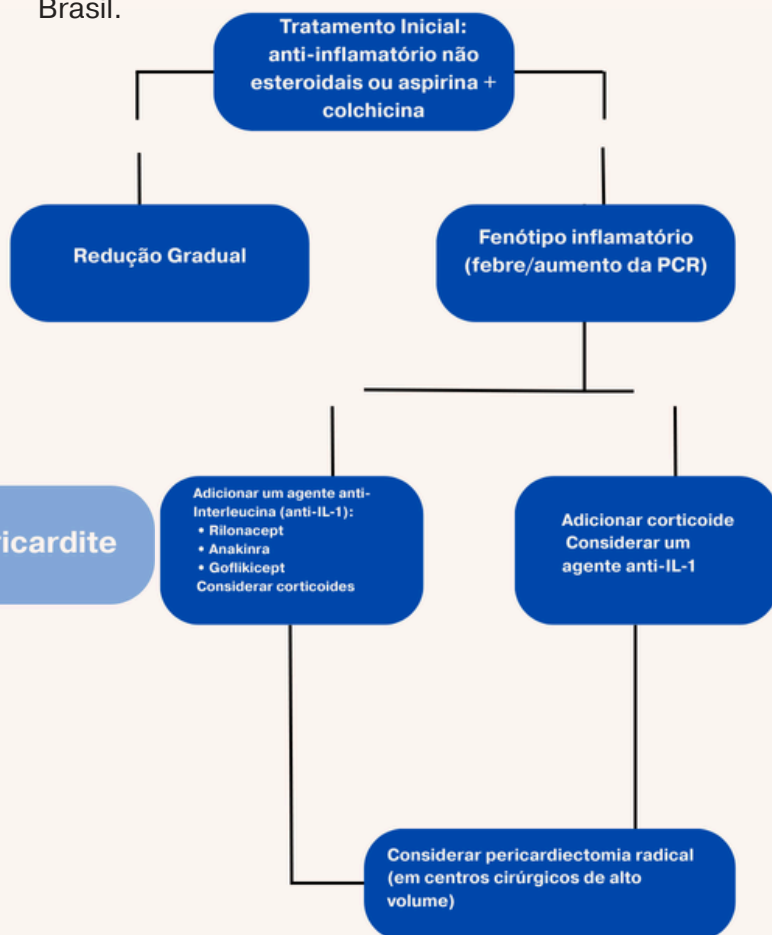 Brasil.
Tratamento Inicial:
anti-inflamatório não
esteroidais ou aspirina +
colchicina
Redução Gradual
Fenótipo inflamatório
(febre/aumento da PCR)
ricardite
Adicionar um agente anti-
Interleucina (anti-IL-1):
• Rilonacept
• Anakinra
• Goflikicept
Considerar corticoides
Adicionar corticoide
Considerar um
agente anti-IL-1
Considerar pericardiectomia radical
(em centros cirúrgicos de alto
volume)